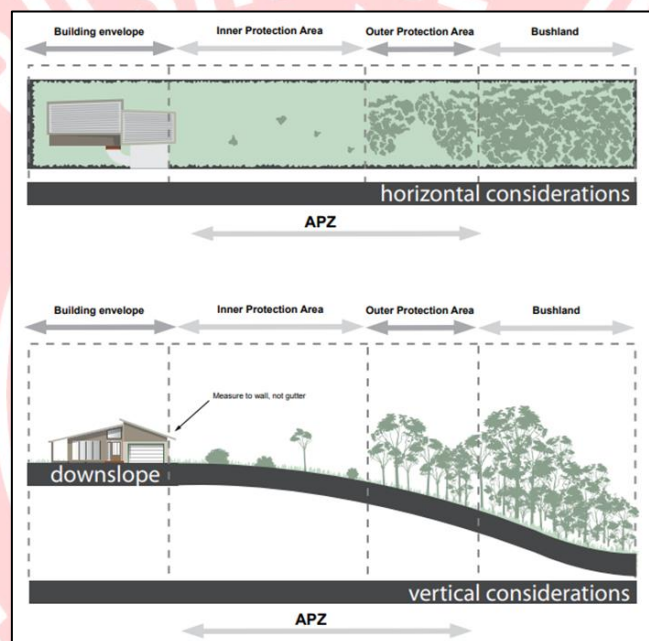 Building envelope Inner Protection Area Outer Protection Area Bushland
horizontal considerations
APZ
Building envelope Inner Protection Area Outer Protection Area Bushland
Measure to wall, not gutter
downslope
vertical considerations
APZ